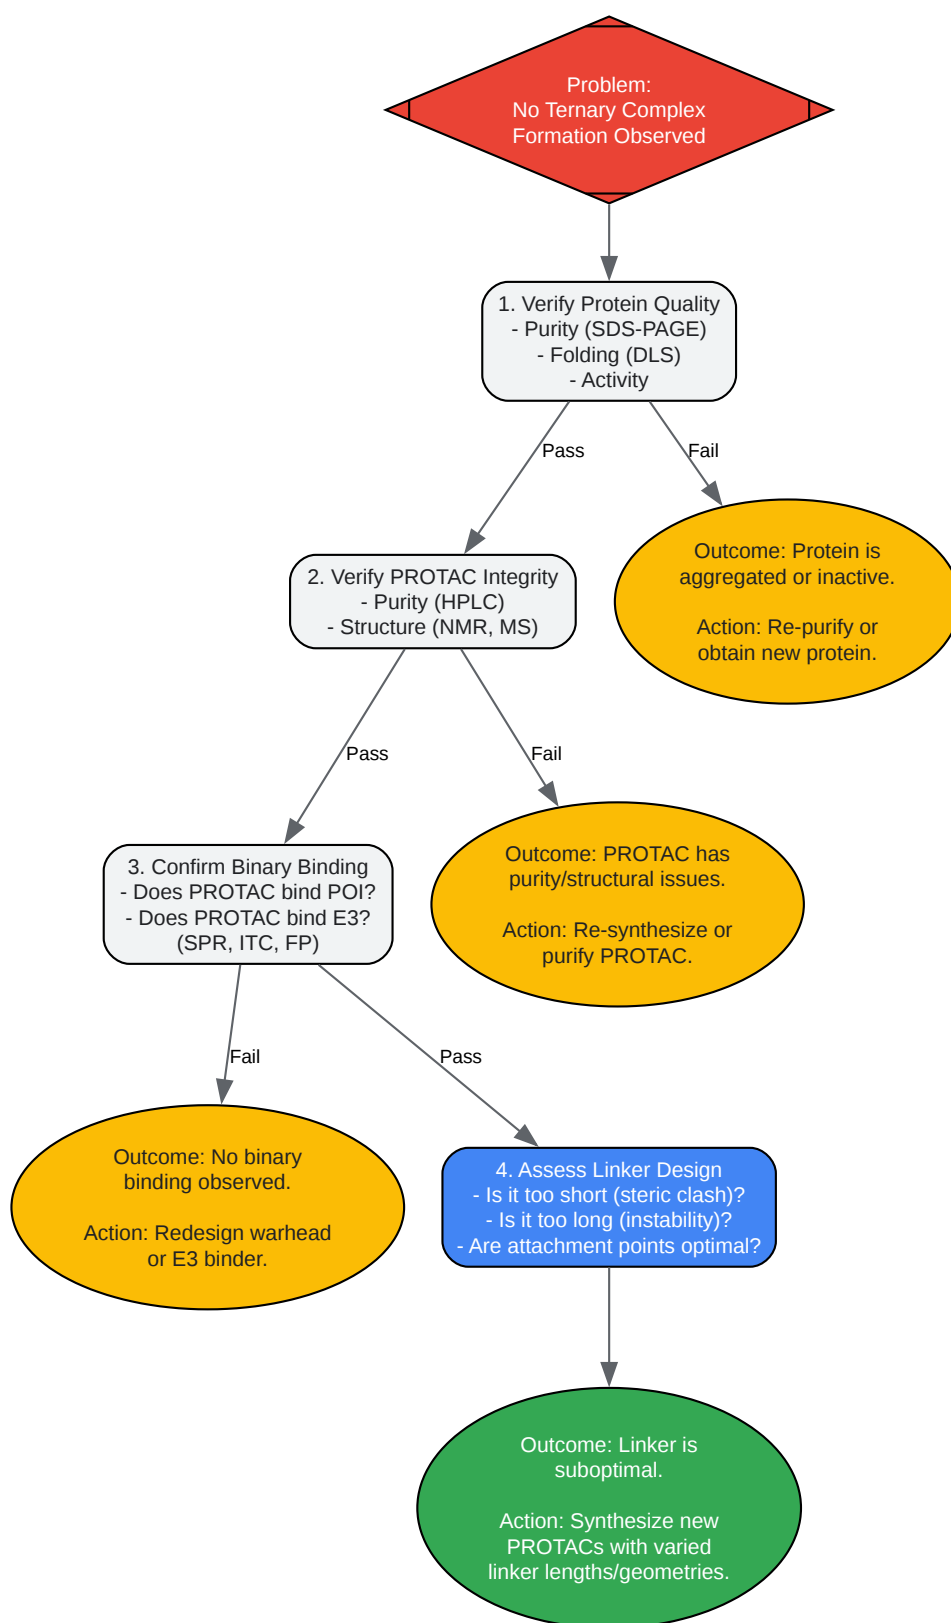 Problem:
No Ternary Complex
Formation Observed
1. Verify Protein Quality
- Purity (SDS-PAGE)
- Folding (DLS)
- Activity
Pass
Fail
Outcome: Protein is
aggregated or inactive.
Action: Re-purify or
obtain new protein.
2. Verify PROTAC Integrity
- Purity (HPLC)
- Structure (NMR, MS)
Pass
Fail
Outcome: PROTAC has
purity/structural issues.
Action: Re-synthesize or
purify PROTAC.
3. Confirm Binary Binding
- Does PROTAC bind POI?
- Does PROTAC bind E3?
(SPR, ITC, FP)
Fail
Pass
Outcome: No binary
binding observed.
Action: Redesign warhead
or E3 binder.
4. Assess Linker Design
- Is it too short (steric clash)?
- Is it too long (instability)?
- Are attachment points optimal?
Outcome: Linker is
suboptimal.
Action: Synthesize new
PROTACs with varied
linker lengths/geometries.